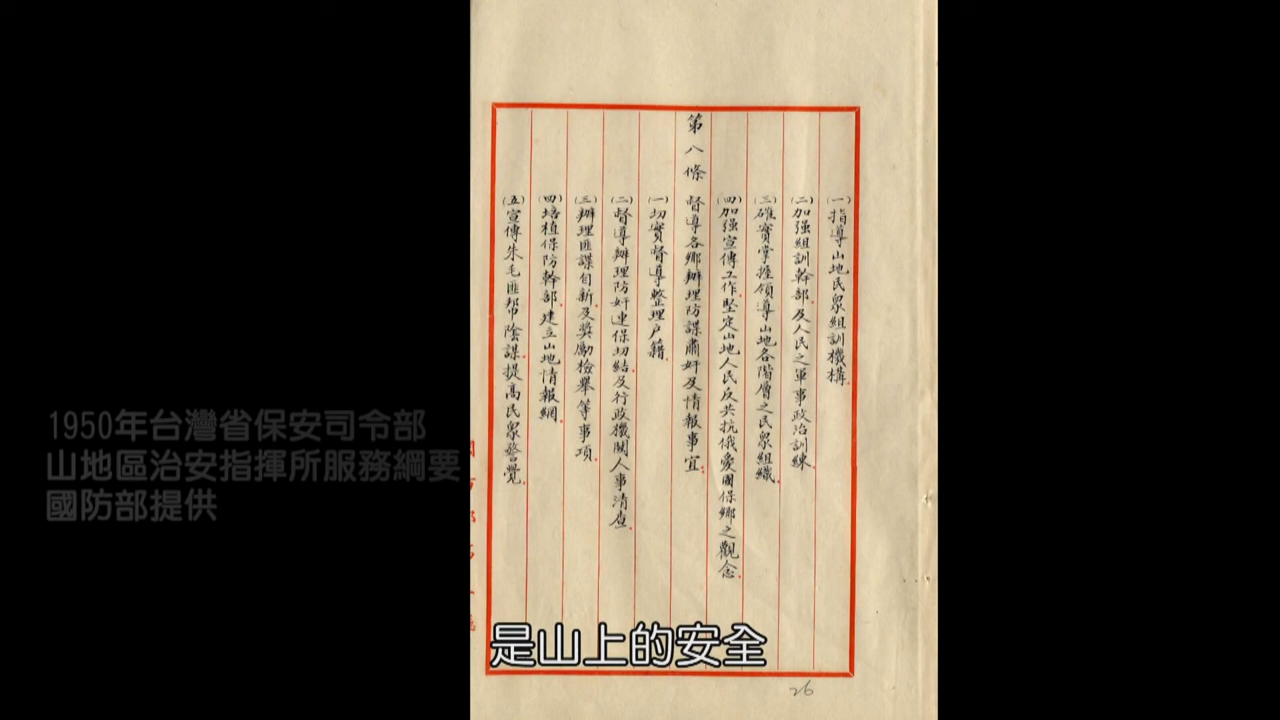 (一)指導山地民眾組訓機構。
(二)加强組訓幹部及人民之軍事政治訓練。
(三)確實掌握領導山地各階層之民眾組織。
(四)加强宣傳工作堅定山地人民反共抗俄愛國保鄉之觀念。
第八條 督導各鄉辦理防諜肅奸及情報事宜。
(一)切實督導整理户籍。
(二)督導辦理防奸連保切結及行政機關人事清查。
(三)辦理匪諜自新及奬勵檢舉等事項。
(四)培植保防幹部建立山地情報網。
(五)宣傳朱毛匪幫陰謀提高民眾警覺。
1950年台灣省保安司令部
山地區治安指揮所服務綱要
國防部提供
是山上的安全
26